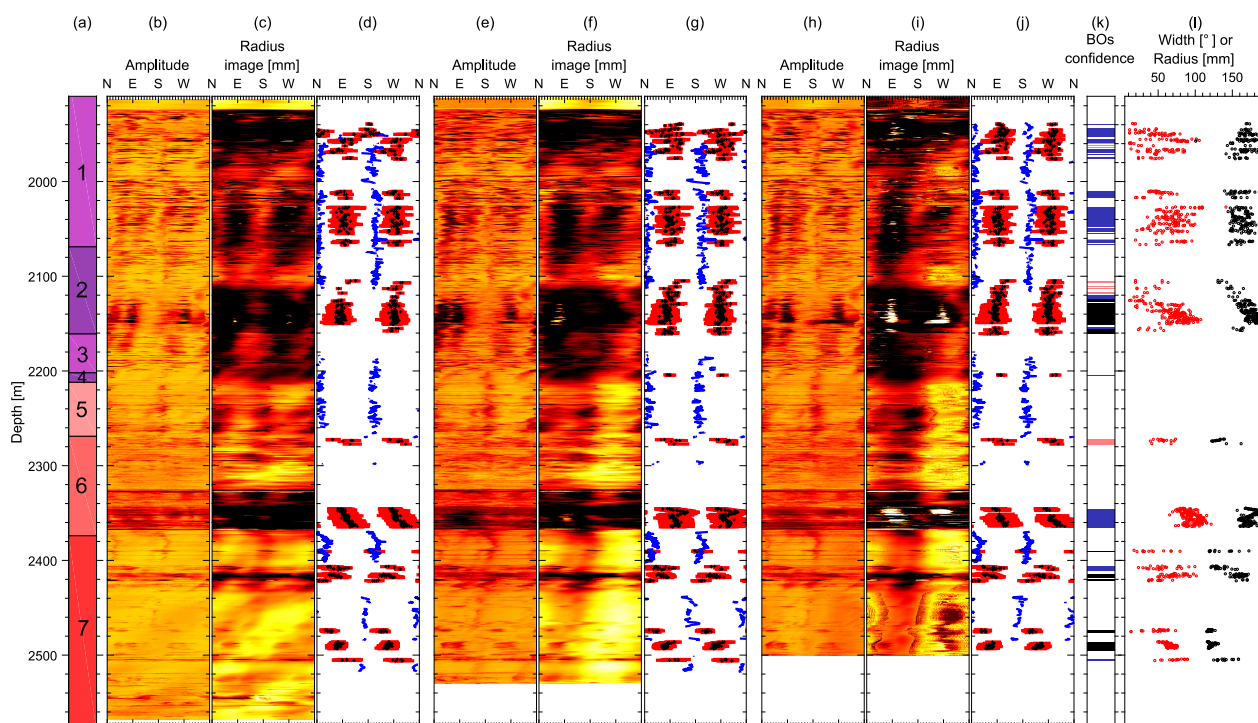 (a) (b) (c) (d) (e) (f) (g) (h) (i) (j) (k) (l)
BOs
confidence
Width [°] or
Radius [mm]
Radius
image [mm]
Radius
image [mm]
Radius
image [mm]
Amplitude
Amplitude
Amplitude
50 100 150
N E S W N E S W N E S W N
N E S W N E S W N E S W N
N E S W N E S W N E S W N
Depth [m]
2000
2100
2200
2300
2400
2500
1
2
3
4
5
6
7